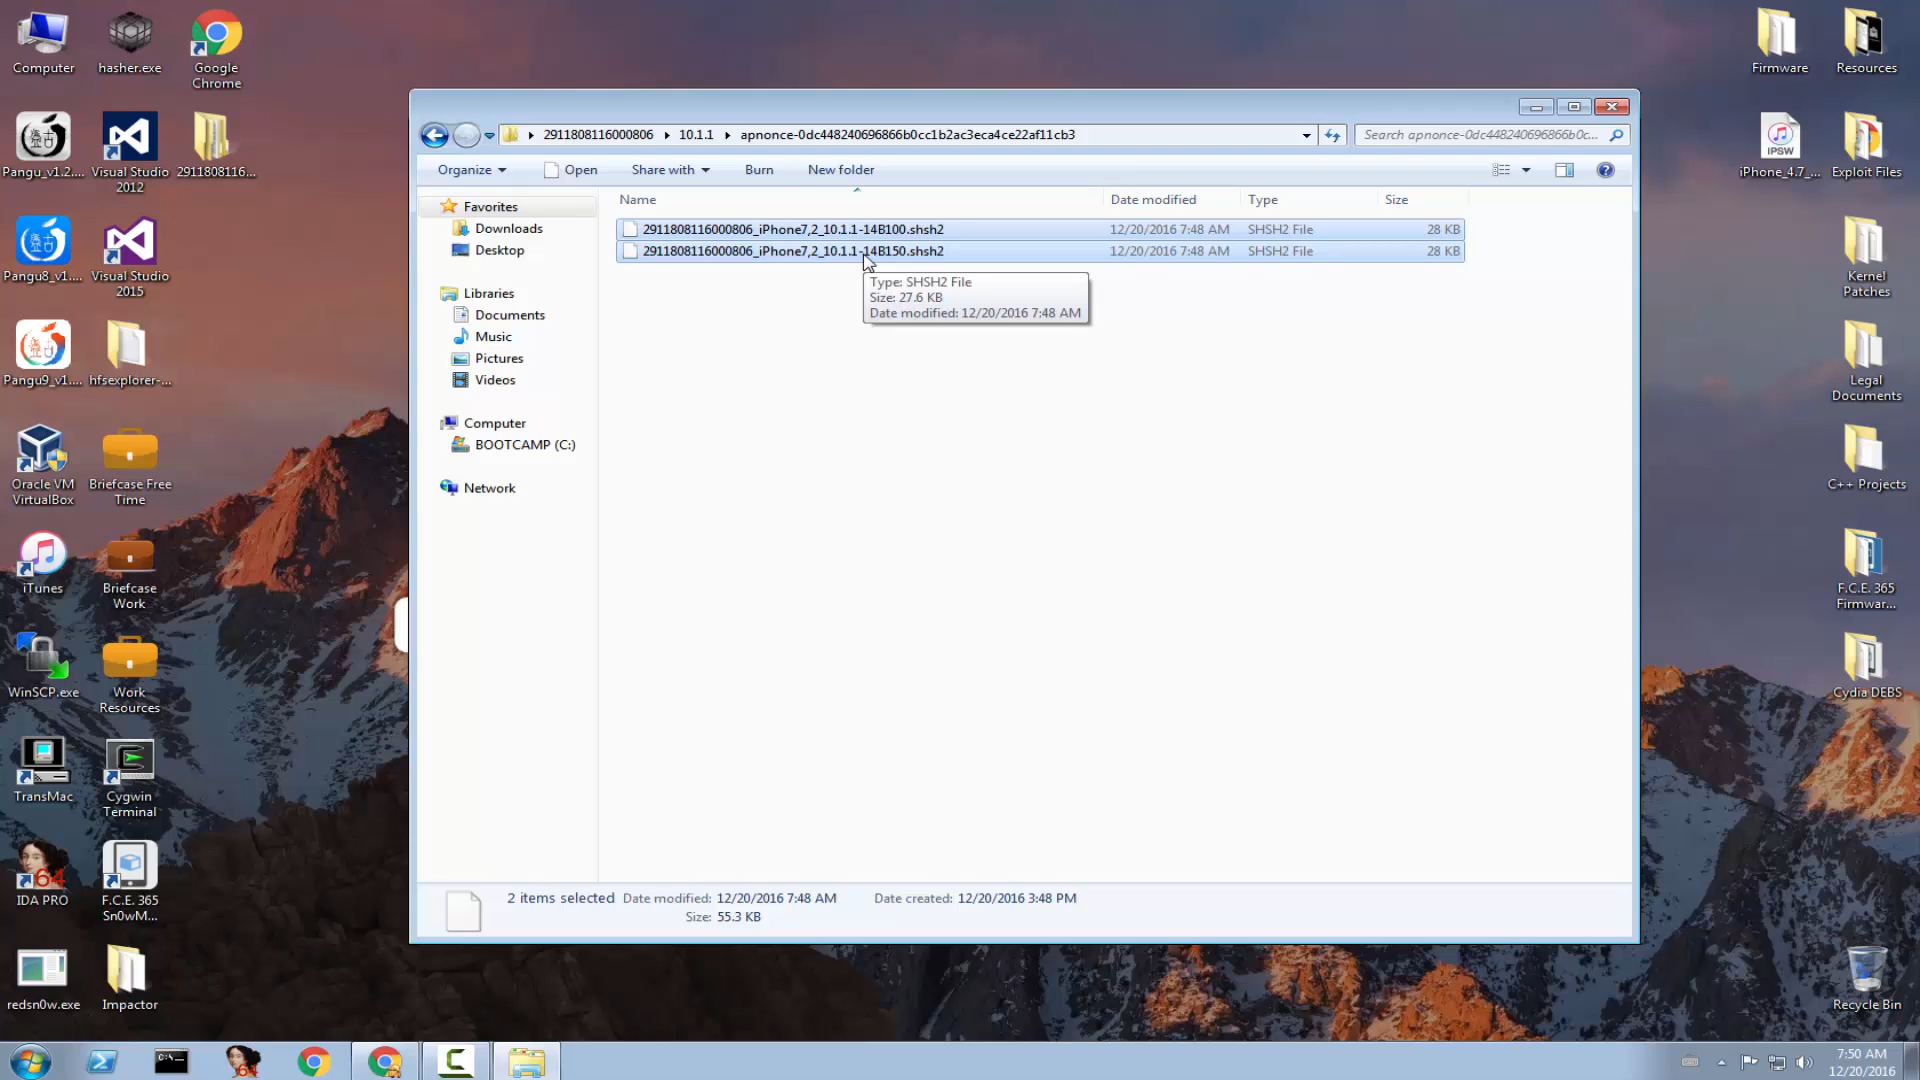 Computer
hasher.exe
Google
Chrome
Pangu_v1.2....
Visual Studio
2012
2911808116...
Pangu8_v1....
Visual Studio
2015
Pangu9_v1....
hfsexplorer-...
Oracle VM
VirtualBox
Briefcase Free
Time
iTunes
Briefcase
Work
WinSCP.exe
Work
Resources
TransMac
Cygwin
Terminal
64
IDA PRO
F.C.E. 365
Sn0wM...
redsn0w.exe
Impactor
2911808116000806
10.1.1
apnonce-0dc448240696866b0cc1b2ac3eca4ce22af11cb3
Search apnonce-0dc448240696866b0c...
Organize
Open
Share with
Burn
New folder
Favorites
Downloads
Desktop
Libraries
Documents
Music
Pictures
Videos
Computer
BOOTCAMP (C:)
Network
Name
Date modified
Type
Size
2911808116000806_iPhone7,2_10.1.1-14B100.shsh2
12/20/2016 7:48 AM
SHSH2 File
28 KB
2911808116000806_iPhone7,2_10.1.1-14B150.shsh2
12/20/2016 7:48 AM
SHSH2 File
28 KB
Type: SHSH2 File
Size: 27.6 KB
Date modified: 12/20/2016 7:48 AM
2 items selected
Date modified: 12/20/2016 7:48 AM
Date created: 12/20/2016 3:48 PM
Size: 55.3 KB
Firmware
Resources
IPSW
iPhone_4.7_...
Exploit Files
Kernel
Patches
Legal
Documents
C++ Projects
F.C.E. 365
Firmwar...
Cydia DEBS
Recycle Bin
C:\
64
7:50 AM
12/20/2016